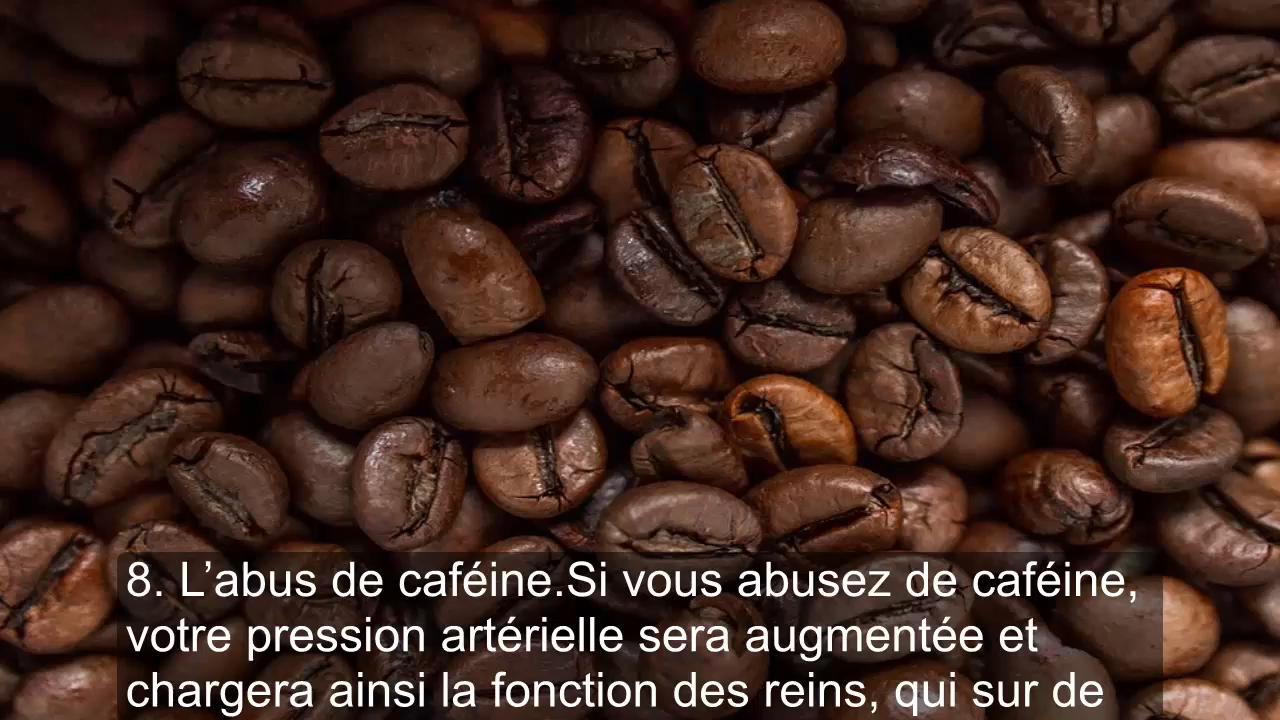 8. L’abus de caféine.Si vous abusez de caféine,
votre pression artérielle sera augmentée et
chargera ainsi la fonction des reins, qui sur de